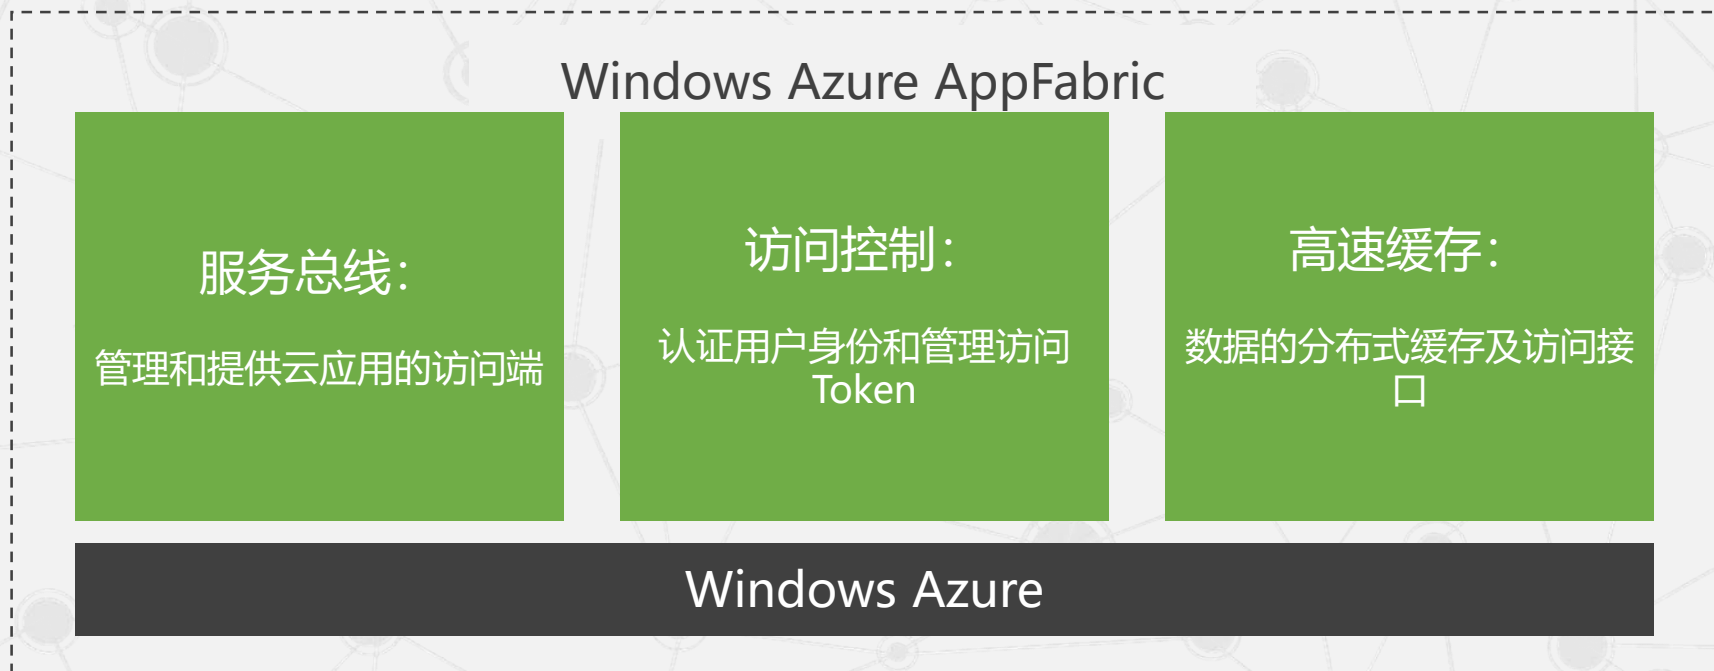 Windows Azure AppFabric
服务总线：
管理和提供云应用的访问端
访问控制：
认证用户身份和管理访问
Token
高速缓存：
数据的分布式缓存及访问接
口
Windows Azure